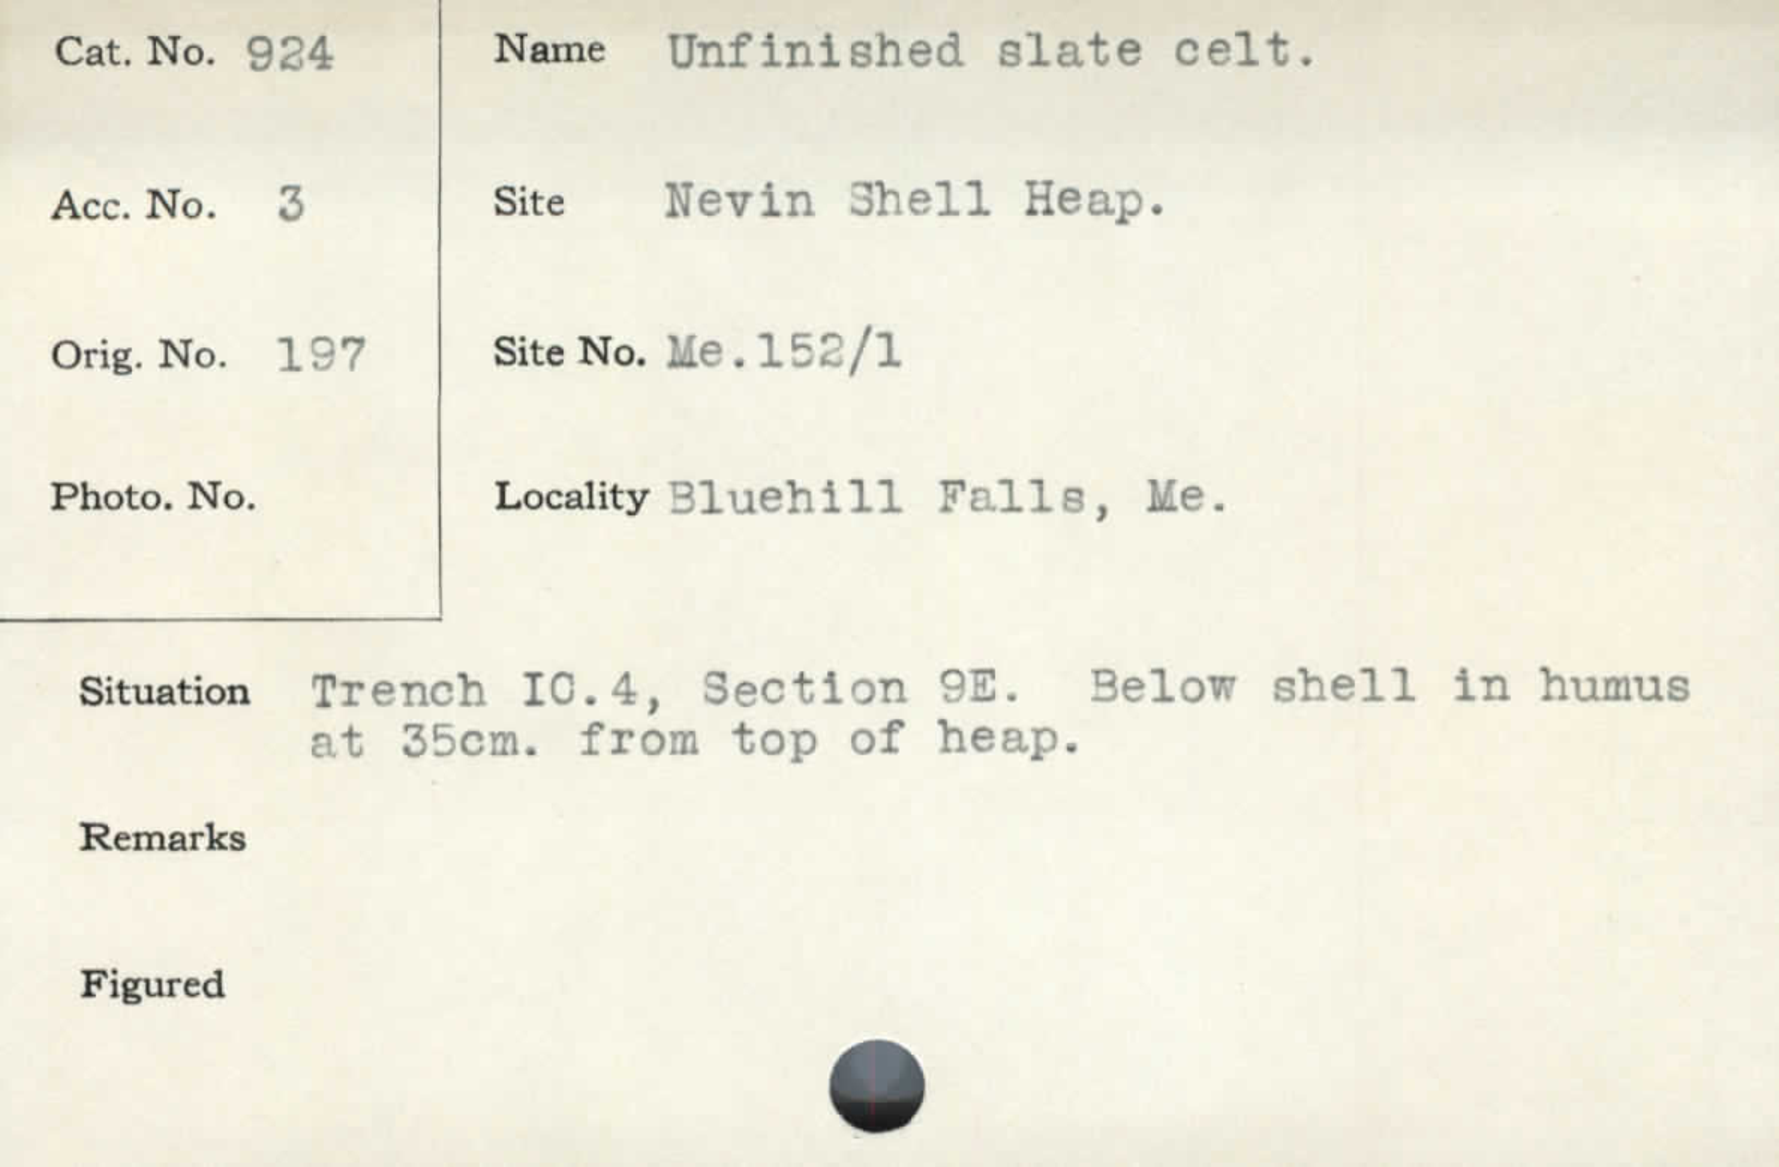 Cat. No. 924
Name Unfinished slate celt.
Acc. No. 3
Site Nevin Shell Heap.
Orig. No. 197
Site No. Me.152/1
Photo. No.
Locality Bluehill Falls, Me.
Situation Trench IC.4, Section 9E. Below shell in humus
at 35cm. from top of heap.
Remarks
Figured